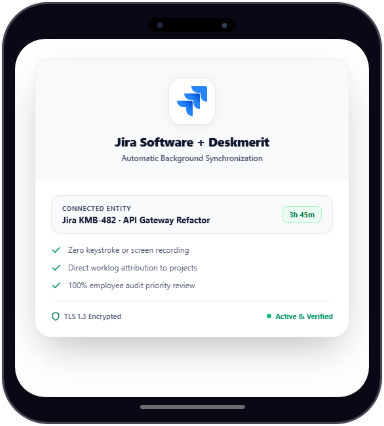 Jira Software + Deskmerit
Automatic Background Synchronization
CONNECTED ENTITY
Jira KMB-482 · API Gateway Refactor
3h 45m
Zero keystroke or screen recording
Direct worklog attribution to projects
100% employee audit priority review
TLS 1.3 Encrypted
Active & Verified